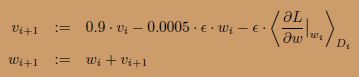 v_{i+1} := 0.9 · v_i − 0.0005 · ϵ · w_i − ϵ · ⟨ ∂L/∂w |_{w_i} ⟩_{D_i}
w_{i+1} := w_i + v_{i+1}